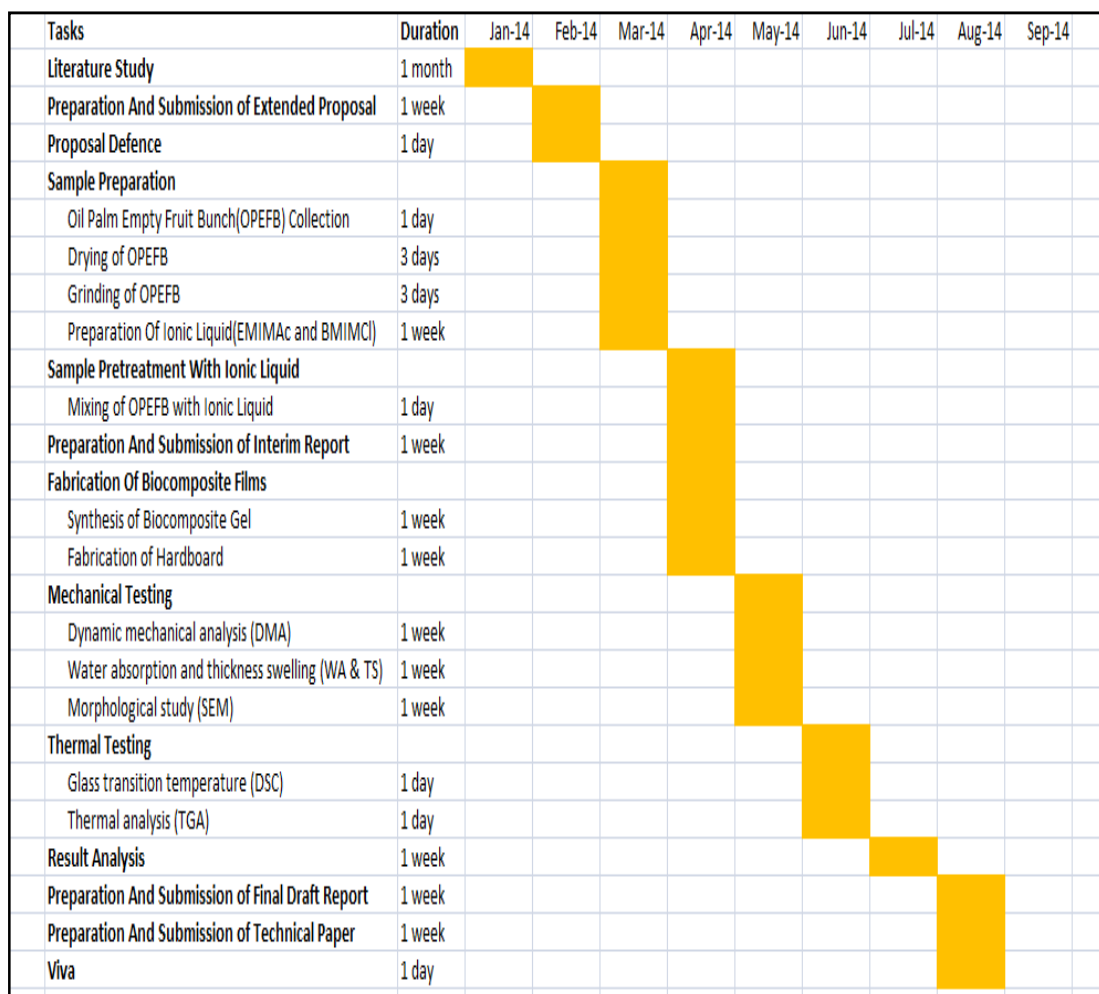 Tasks Duration Jan-14 Feb-14 Mar-14 Apr-14 May-14 Jun-14 Jul-14 Aug-14 Sep-14
Literature Study 1 month
Preparation And Submission of Extended Proposal 1 week
Proposal Defence 1 day
Sample Preparation
Oil Palm Empty Fruit Bunch(OPEFB) Collection 1 day
Drying of OPEFB 3 days
Grinding of OPEFB 3 days
Preparation Of Ionic Liquid(EMIMAc and BMIMCl) 1 week
Sample Pretreatment With Ionic Liquid
Mixing of OPEFB with Ionic Liquid 1 day
Preparation And Submission of Interim Report 1 week
Fabrication Of Biocomposite Films
Synthesis of Biocomposite Gel 1 week
Fabrication of Hardboard 1 week
Mechanical Testing
Dynamic mechanical analysis (DMA) 1 week
Water absorption and thickness swelling (WA & TS) 1 week
Morphological study (SEM) 1 week
Thermal Testing
Glass transition temperature (DSC) 1 day
Thermal analysis (TGA) 1 day
Result Analysis 1 week
Preparation And Submission of Final Draft Report 1 week
Preparation And Submission of Technical Paper 1 week
Viva 1 day